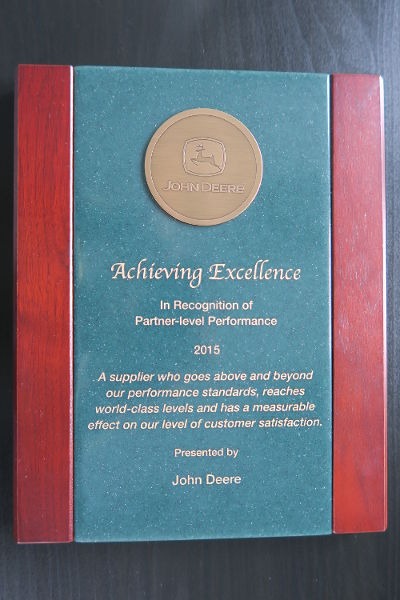 JOHN DEERE
Achieving Excellence
In Recognition of
Partner-level Performance
2015
A supplier who goes above and beyond
our performance standards, reaches
world-class levels and has a measurable
effect on our level of customer satisfaction.
Presented by
John Deere